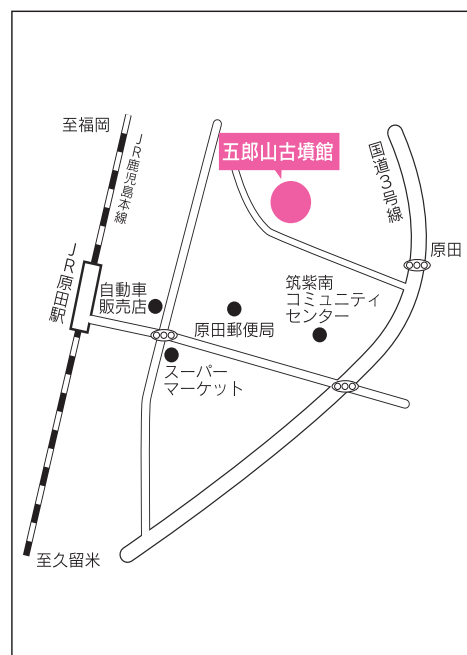 至福岡
JR鹿児島本線
五郎山古墳館
国道3号線
原田
JR原田駅
自動車
販売店
筑紫南
コミュニティ
センター
原田郵便局
スーパー
マーケット
至久留米